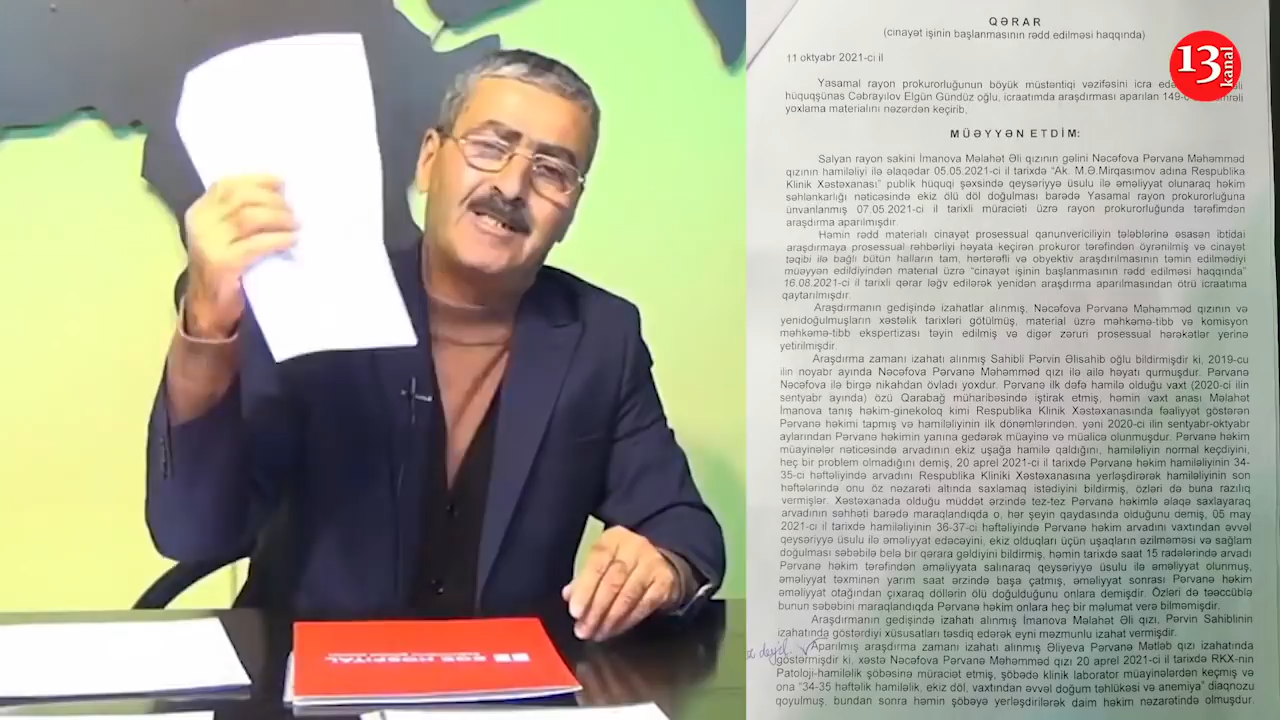 QƏRAR
(cinayət işinin başlanmasının rədd edilməsi haqqında)
11 oktyabr 2021-ci il
13
kanal
Yasamal rayon prokurorluğunun böyük müstəntiqi vəzifəsini icra
hüquqşünas Cəbrayılov Elgün Gündüz oğlu, icraatımda araşdırması aparılan
yoxlama materialını nəzərdən keçirib,
MÜƏYYƏN ETDİM:
Salyan rayon sakini İmanova Məlahət Əli qızının gəlini Nəcəfova Pərvanə Məhəmməd
qızının hamiləliyi ilə əlaqədar 05.05.2021-ci il tarixdə “Ak. M.Ə.Mirqasımov adına Respublika
Klinik Xəstəxanası” publik hüquqi şəxsində qeysəriyyə üsulu ilə əməliyyat olunaraq həkim
səhlənkarlığı nəticəsində ekiz ölü döl doğulması barədə Yasamal rayon prokurorluğuna
ünvanlanmış 07.05.2021-ci il tarixli müraciəti üzrə rayon prokurorluğunda tərəfimdən
araşdırma aparılmışdır.
Həmin rədd materialı cinayət prosessual qanunvericiliyin tələblərinə əsasən ibtidai
araşdırmaya prosessual rəhbərliyi həyata keçirən prokuror tərəfindən öyrənilmiş və cinayət
təqibi ilə bağlı bütün halların tam, hərtərəfli və obyektiv araşdırılmasının təmin edilmədiyi
müəyyən edildiyindən material üzrə “cinayət işinin başlanmasının rədd edilməsi haqqında”
16.08.2021-ci il tarixli qərar ləğv edilərək yenidən araşdırma aparılmasından ötrü icraatıma
qaytarılmışdır.
Araşdırmanın gedişində izahatlar alınmış, Nəcəfova Pərvanə Məhəmməd qızının və
yenidoğulmuşların xəstəlik tarixləri götülmüş, material üzrə məhkəmə-tibb və komisyon
məhkəmə-tibb ekspertizası təyin edilmiş və digər zəruri prosessual hərəkətlər yerinə
yetirilmişdir.
Araşdırma zamanı izahatı alınmış Sahibli Pərvin Əlisahib oğlu bildirmişdir ki, 2019-cu
ilin noyabr ayında Nəcəfova Pərvanə Məhəmməd qızı ilə ailə həyatı qurmuşdur. Pərvanə
Nəcəfova ilə birgə nikahdan övladı yoxdur. Pərvanə ilk dəfə hamilə olduğu vaxt (2020-ci ilin
sentyabr ayında) özü Qarabağ müharibəsində iştirak etmiş, həmin vaxt anası Məlahət
İmanova tanış həkim-ginekoloq kimi Respublika Klinik Xəstəxanasında fəaliyyət göstərən
Pərvanə həkimi tapmış və hamiləliyinin ilk dönəmlərindən, yəni 2020-ci ilin sentyabr-oktyabr
aylarından Pərvanə həkimin yanına gedərək müayinə və müalicə olunmuşdur. Pərvanə həkim
müayinələr nəticəsində arvadının ekiz uşağa hamilə qaldığını, hamiləliyin normal keçdiyini,
heç bir problem olmadığını demiş, 20 aprel 2021-ci il tarixdə Pərvanə həkim hamiləliyinin 34-
35-ci həftəliyində arvadını Respublika Kliniki Xəstəxanasına yerləşdirərək hamiləliyinin son
həftələrində onu öz nəzarəti altında saxlamaq istədiyini bildirmiş, özləri də buna razılıq
vermişlər. Xəstəxanada olduğu müddət ərzində tez-tez Pərvanə həkimlə əlaqə saxlayaraq
arvadının səhhəti barədə maraqlandıqda o, hər şeyin qaydasında olduğunu demiş, 05 may
2021-ci il tarixdə hamiləliyinin 36-37-ci həftəliyində Pərvanə həkim arvadını vaxtından əvvəl
qeysəriyyə üsulu ilə əməliyyat edəcəyini, ekiz olduqları üçün uşaqların əzilməməsi və sağlam
doğulması səbəbilə belə bir qərara gəldiyini bildirmiş, həmin tarixdə saat 15 radələrində arvadı
Pərvanə həkim tərəfindən əməliyyata salınaraq qeysəriyyə üsulu ilə əməliyyat olunmuş,
əməliyyat təxminən yarım saat ərzində başa çatmış, əməliyyat sonrası Pərvanə həkim
əməliyyat otağından çıxaraq döllərin ölü doğulduğunu onlara demişdir. Özləri də təəccüblə
bunun səbəbini maraqlandıqda Pərvanə həkim onlara heç bir məlumat verə bilməmişdir.
Araşdırmanın gedişində izahatı alınmış İmanova Məlahət Əli qızı, Pərvin Sahiblinin
izahatında göstərdiyi xüsusatları təsdiq edərək eyni məzmunlu izahat vermişdir.
Aparılmış araşdırma zamanı izahatı alınmış Əliyeva Pərvanə Mətləb qızı izahatında
göstərmişdir ki, xəstə Nəcəfova Pərvanə Məhəmməd qızı 20 aprel 2021-ci il tarixdə RKX-nin
Patoloji-hamiləlik şöbəsinə müraciət etmiş, şöbədə klinik laborator müayinələrdən keçmiş və
ona “34-35 həftəlik hamiləlik, ekiz döl, vaxtından əvvəl doğum təhlükəsi və anemiya” diaqnozu
qoyulmuş, bundan sonra həmin şöbəyə yerləşdirilərək daim həkim nəzarətində olmuşdur.
EGE HOSPITAL